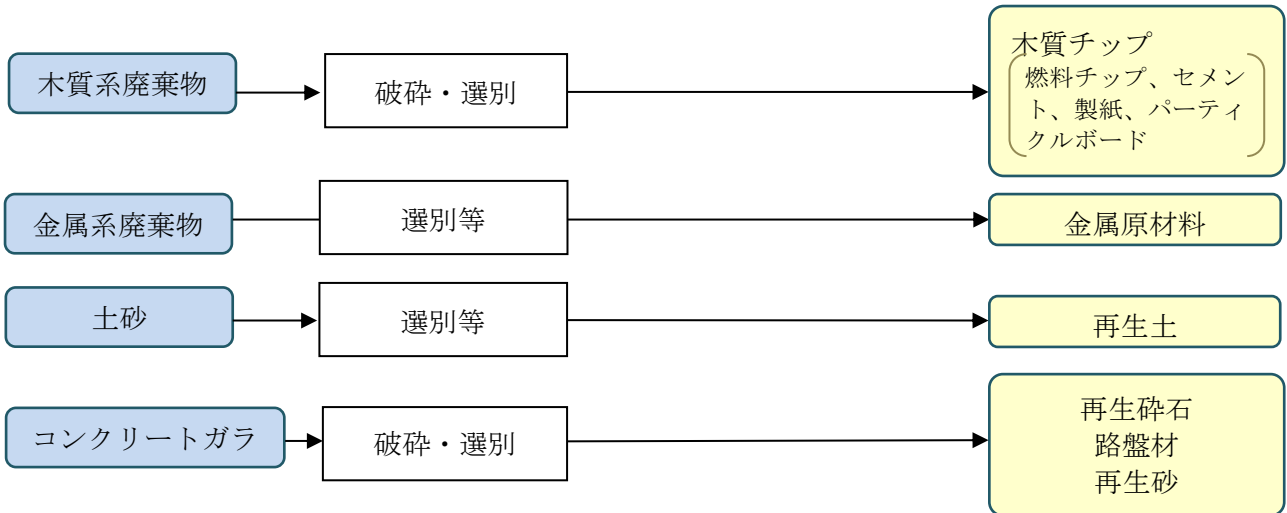 木質系廃棄物
破砕・選別
木質チップ
燃料チップ、セメン
ト、製紙、パーティ
クルボード
金属系廃棄物
選別等
金属原材料
土砂
選別等
再生土
コンクリートガラ
破砕・選別
再生砕石
路盤材
再生砂